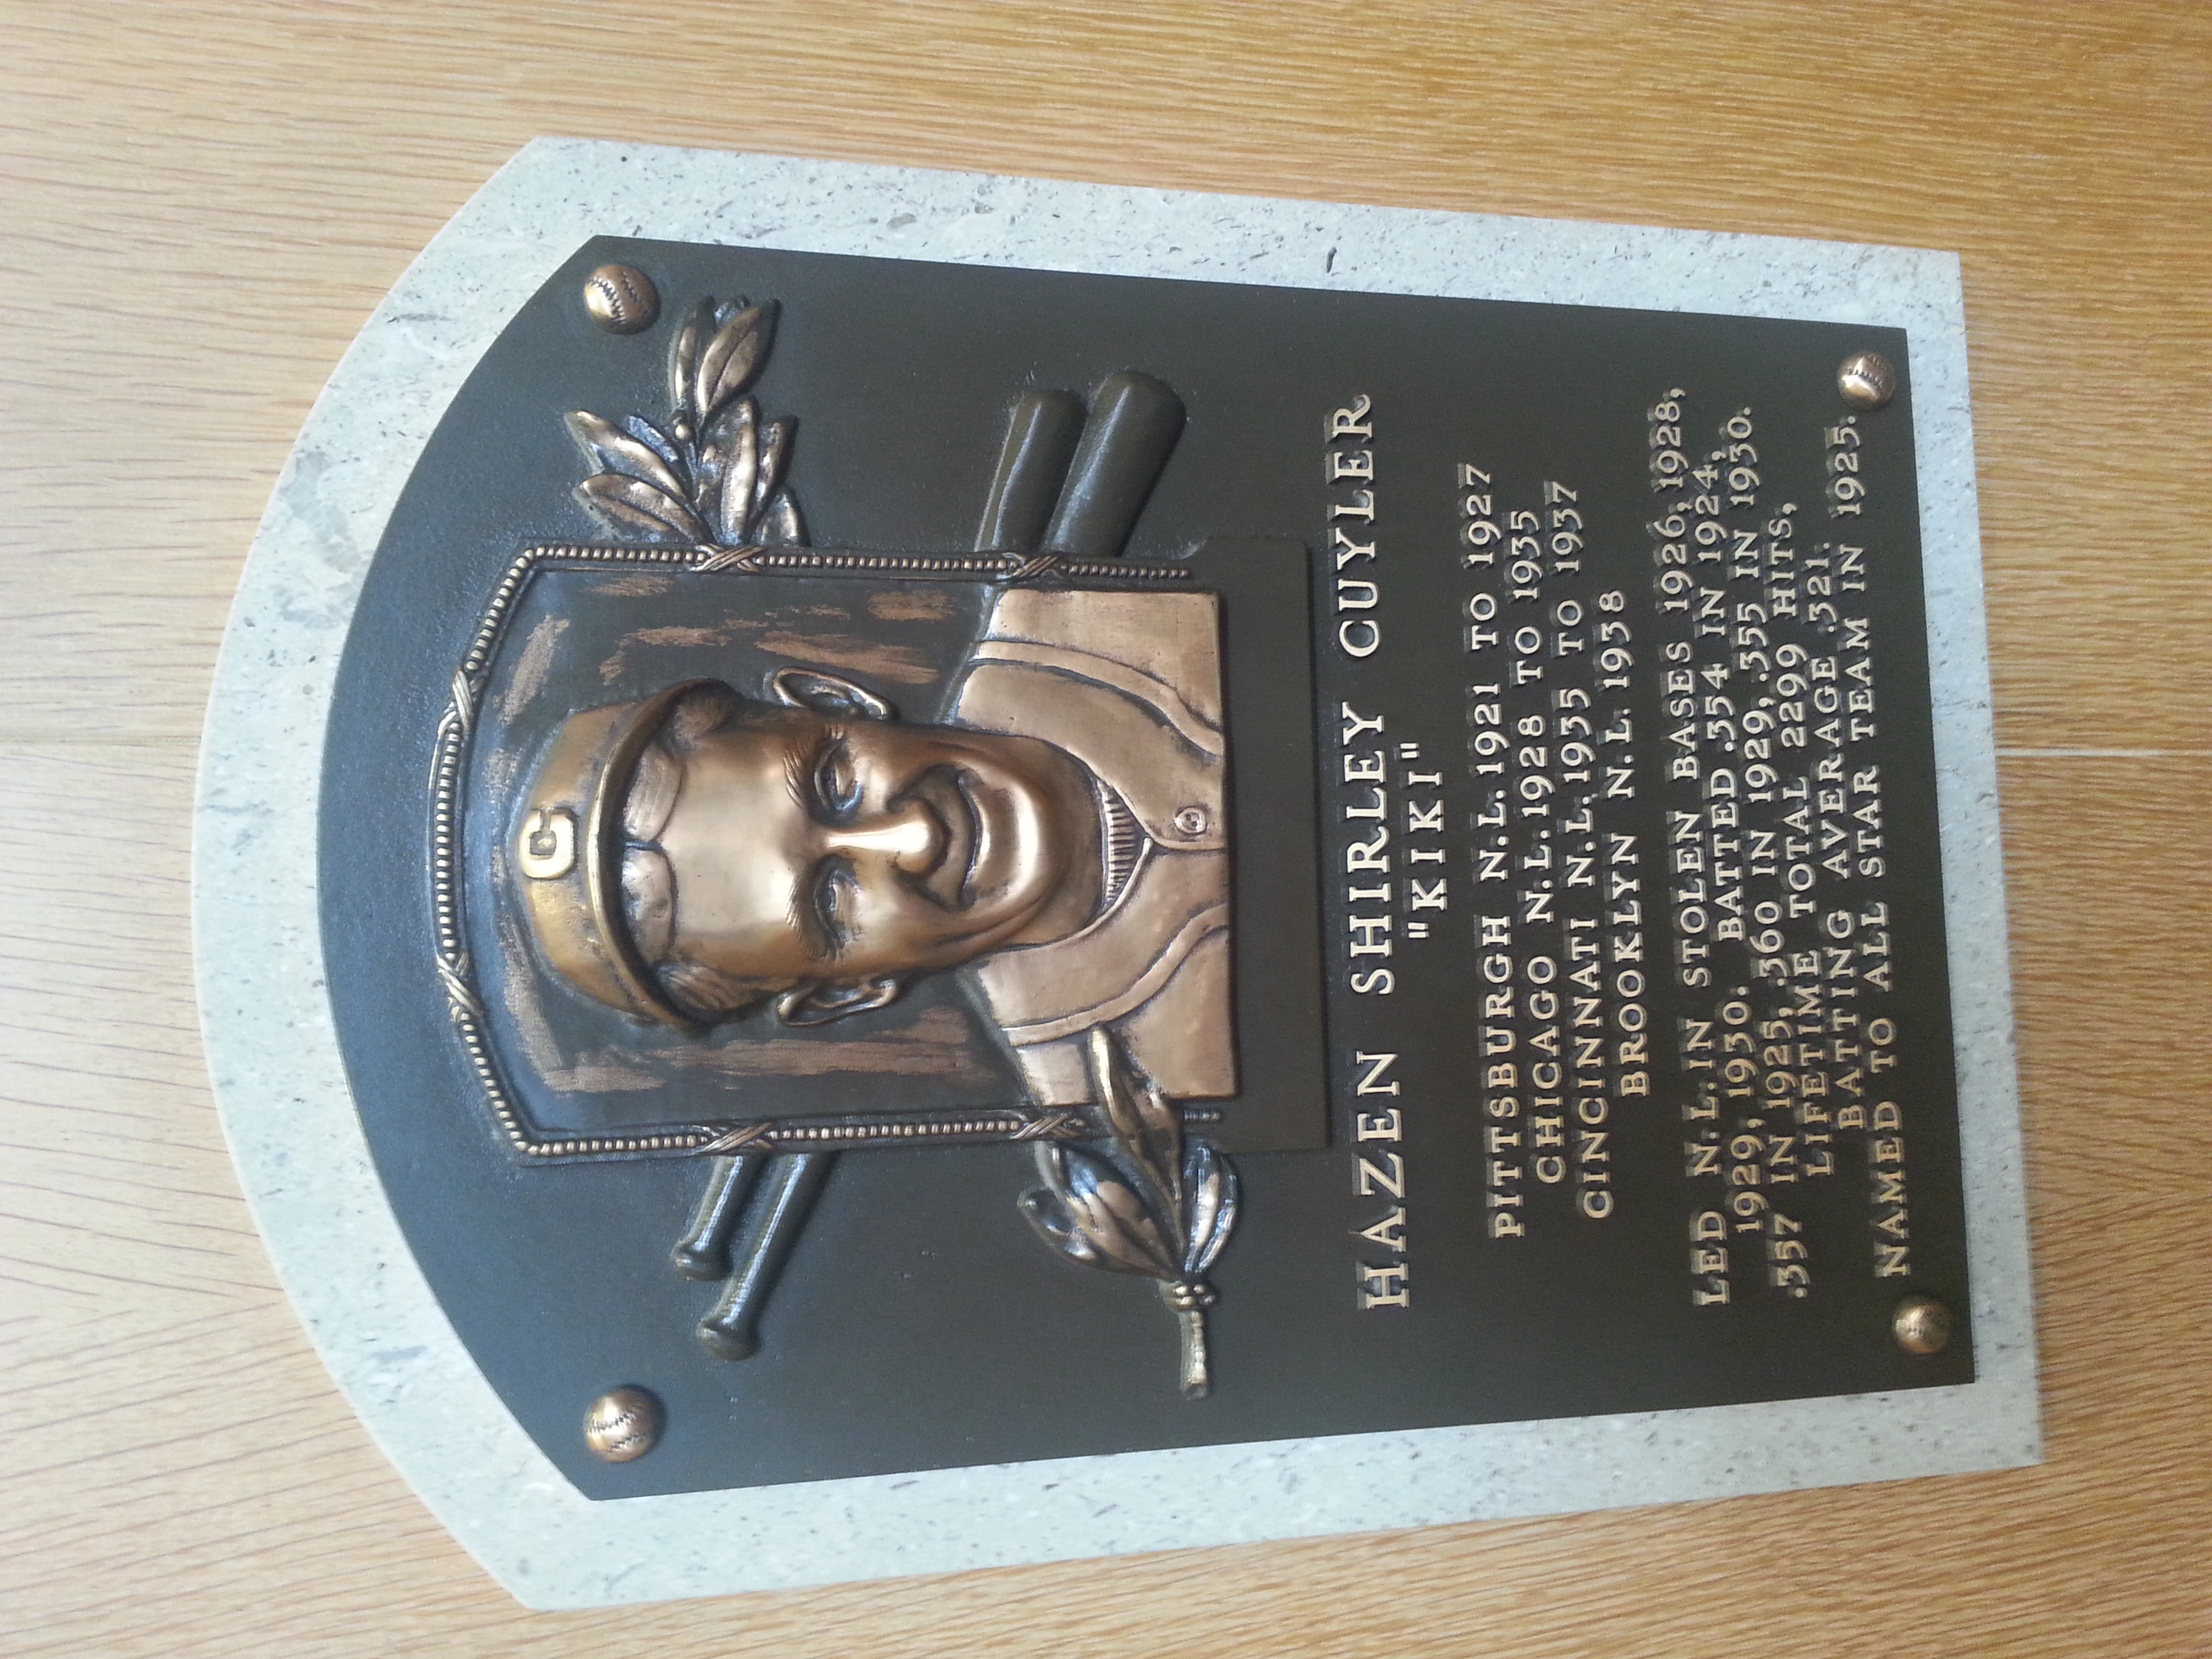 C
HAZEN SHIRLEY CUYLER
"KIKI"
PITTSBURGH N.L. 1921 TO 1927
CHICAGO N.L. 1928 TO 1935
CINCINNATI N.L. 1935 TO 1937
BROOKLYN N.L. 1938
LED N.L. IN STOLEN BASES 1926, 1928,
1929, 1930. BATTED .354 IN 1924,
.357 IN 1925, .360 IN 1929, .355 IN 1930.
LIFETIME TOTAL 2299 HITS,
BATTING AVERAGE .321.
NAMED TO ALL STAR TEAM IN 1925.